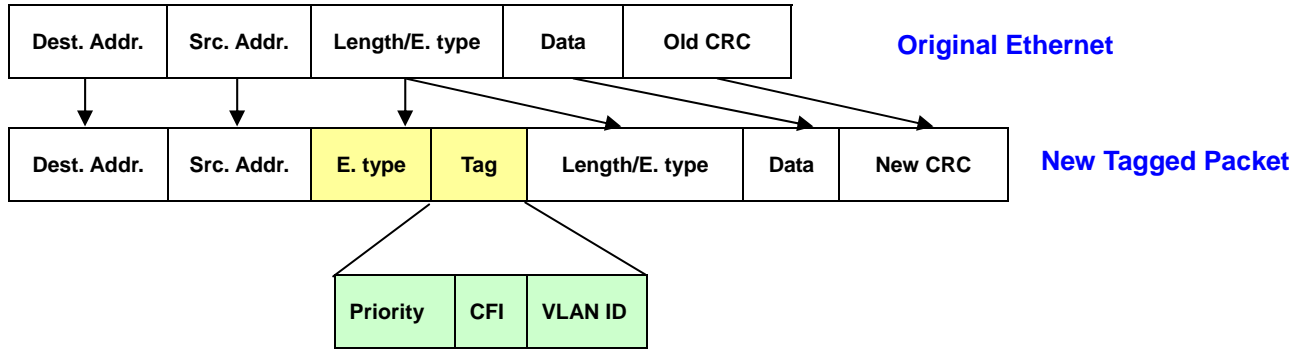 Dest. Addr. Src. Addr. Length/E. type Data Old CRC
Original Ethernet
Dest. Addr. Src. Addr. E. type Tag Length/E. type Data New CRC
New Tagged Packet
Priority CFI VLAN ID